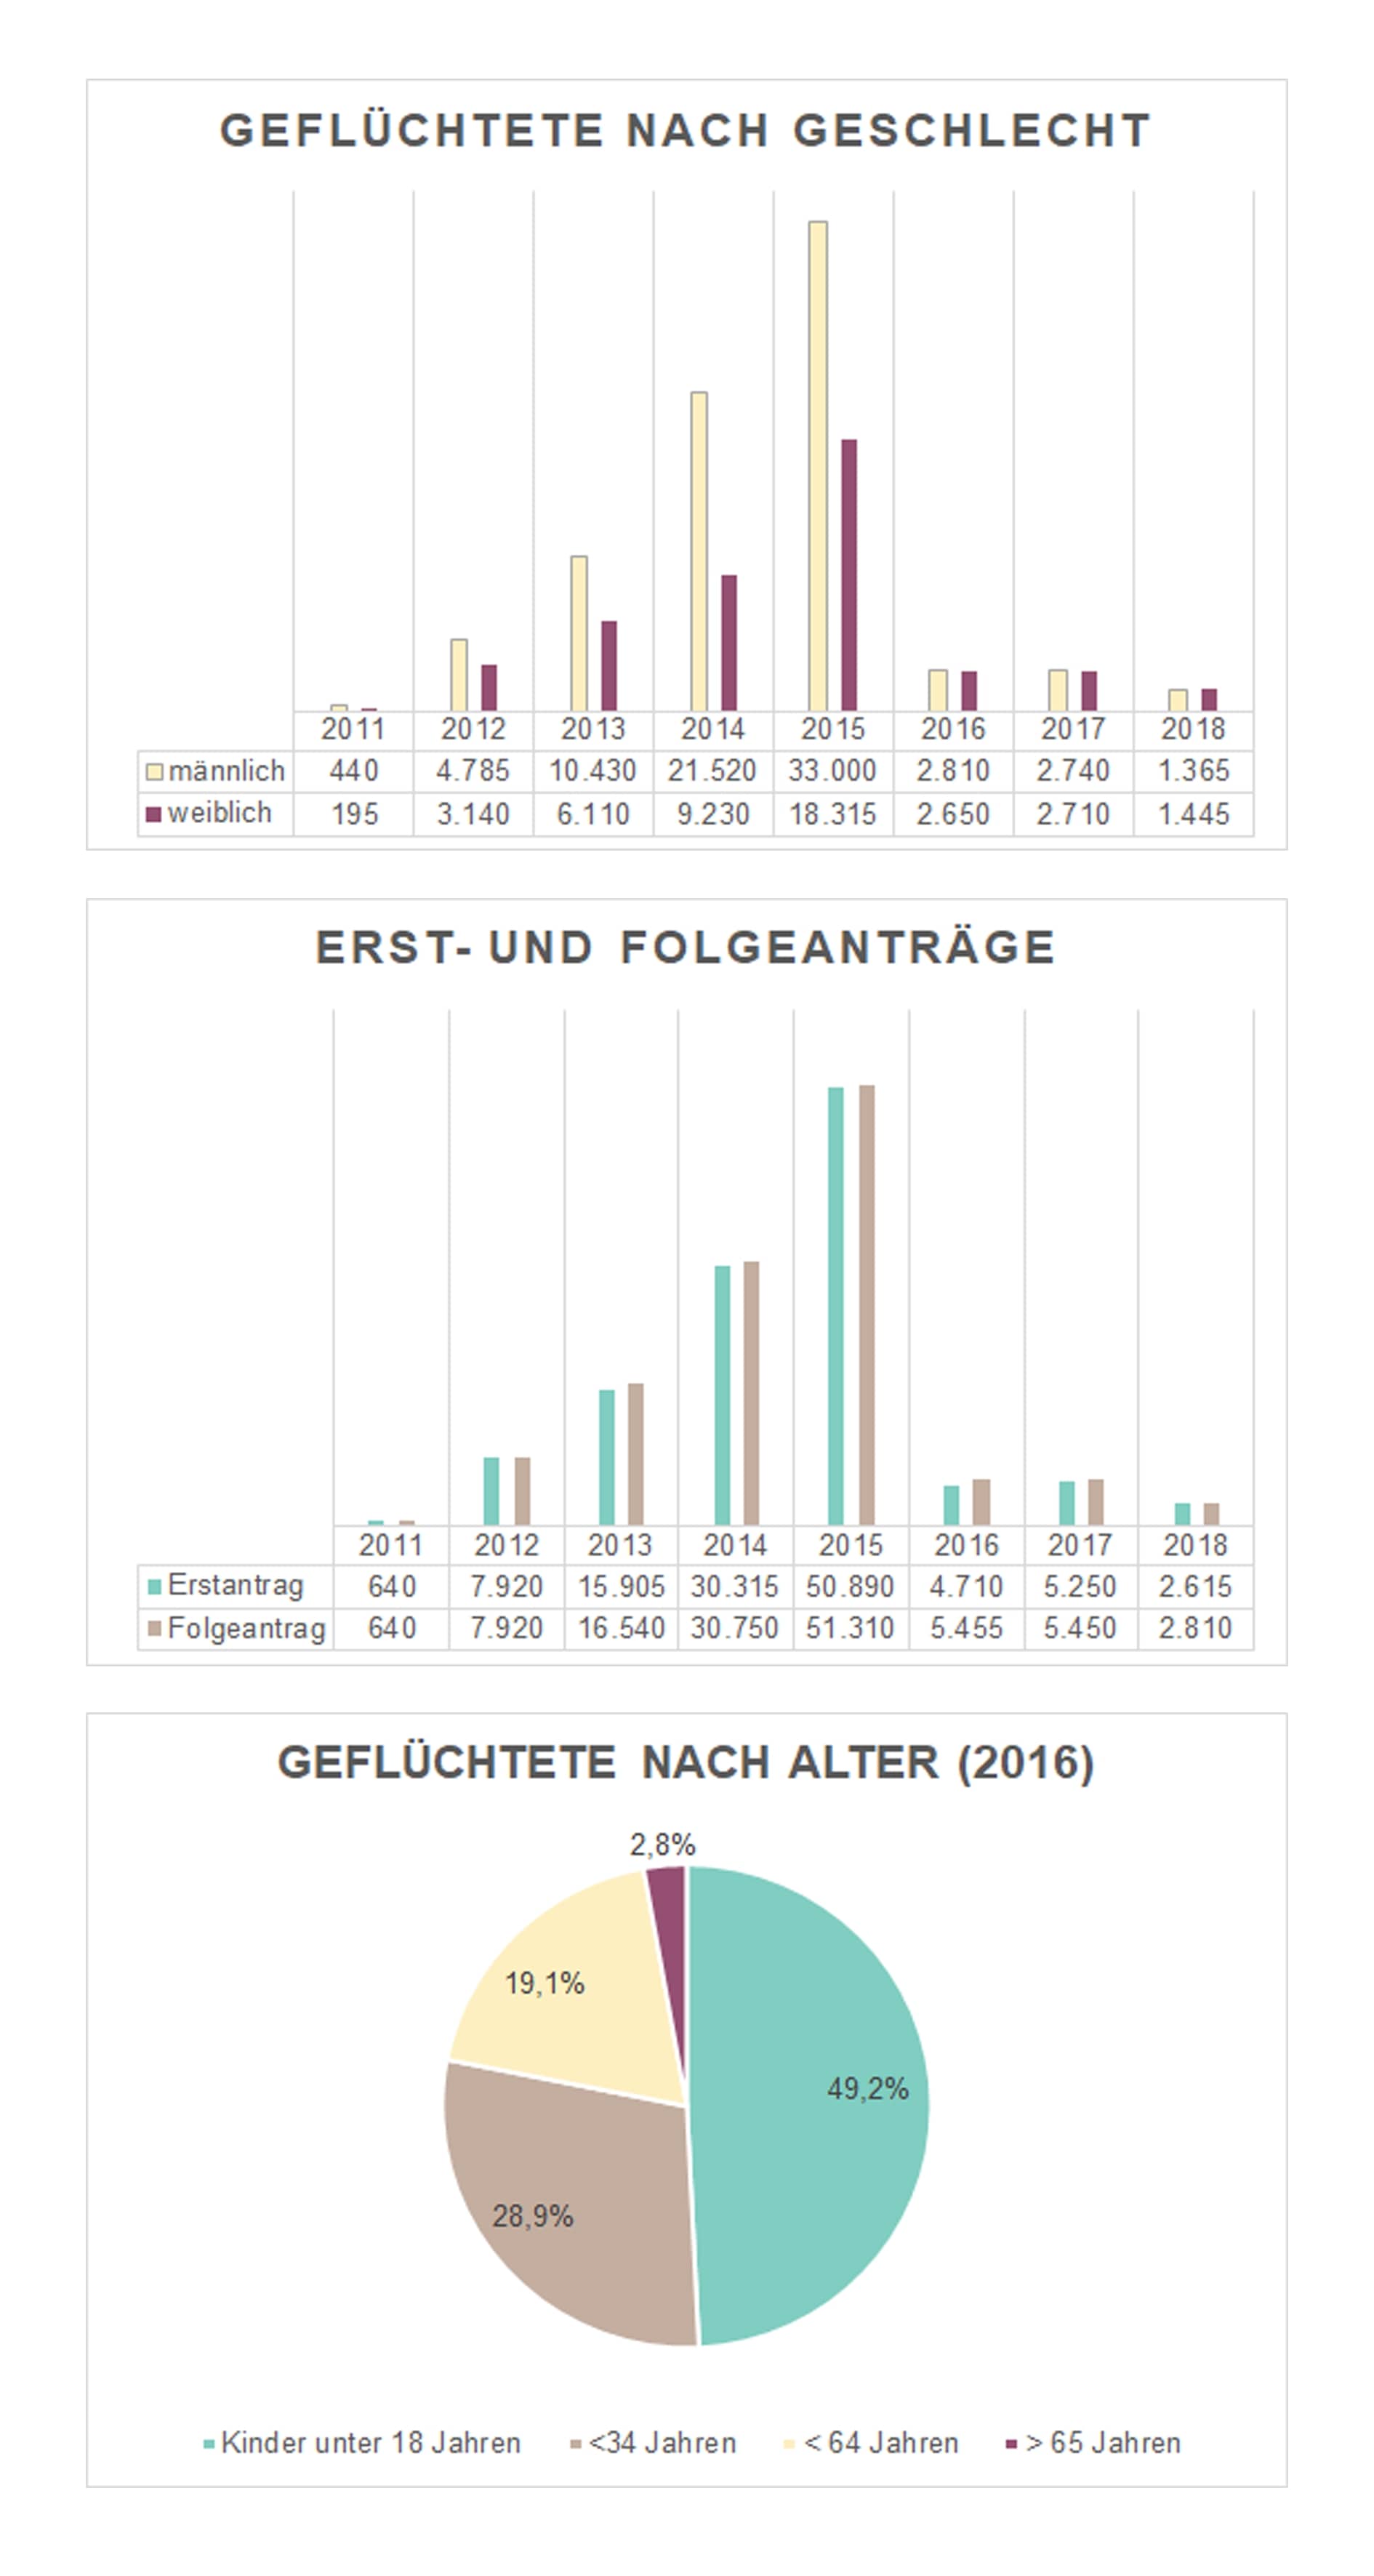 GEFLÜCHTETE NACH GESCHLECHT
2011 2012 2013 2014 2015 2016 2017 2018
männlich 440 4.785 10.430 21.520 33.000 2.810 2.740 1.365
weiblich 195 3.140 6.110 9.230 18.315 2.650 2.710 1.445
ERST- UND FOLGEANTRÄGE
2011 2012 2013 2014 2015 2016 2017 2018
Erstantrag 640 7.920 15.905 30.315 50.890 4.710 5.250 2.615
Folgeantrag 640 7.920 16.540 30.750 51.310 5.455 5.450 2.810
GEFLÜCHTETE NACH ALTER (2016)
2,8%
19,1%
49,2%
28,9%
Kinder unter 18 Jahren <34 Jahren < 64 Jahren > 65 Jahren